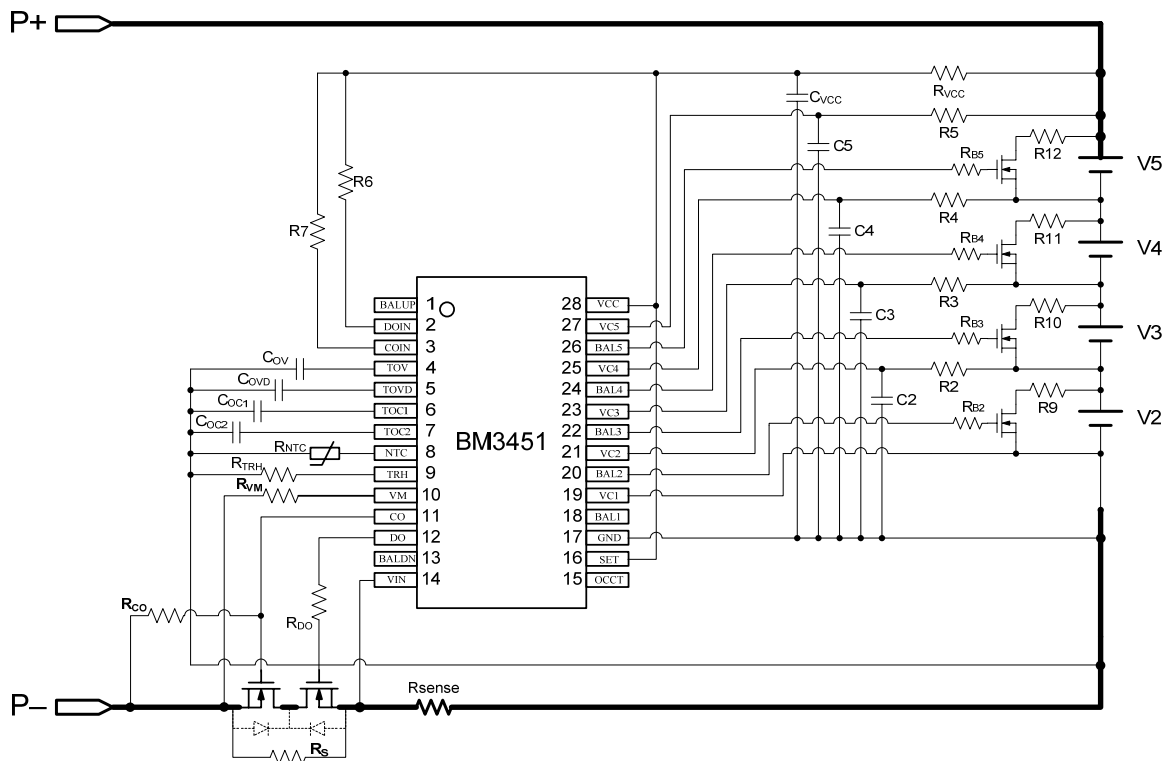 P+
RVCC
CVCC
R5
C5
R12
RB5
V5
R6
R4
C4
R11
RB4
V4
R7
R3
C3
R10
RB3
V3
R2
C2
R9
RB2
V2
BALUP 1
DOIN 2
COIN 3
COV TOV 4
COVD TOVD 5
COC1 TOC1 6
COC2 TOC2 7
RNTC NTC 8
RTRH TRH 9
RVM VM 10
CO 11
DO 12
BALDN 13
VIN 14
BM3451
28 VCC
27 VC5
26 BAL5
25 VC4
24 BAL4
23 VC3
22 BAL3
21 VC2
20 BAL2
19 VC1
18 BAL1
17 GND
16 SET
15 OCCT
RCO
RDO
P–
Rsense
RS